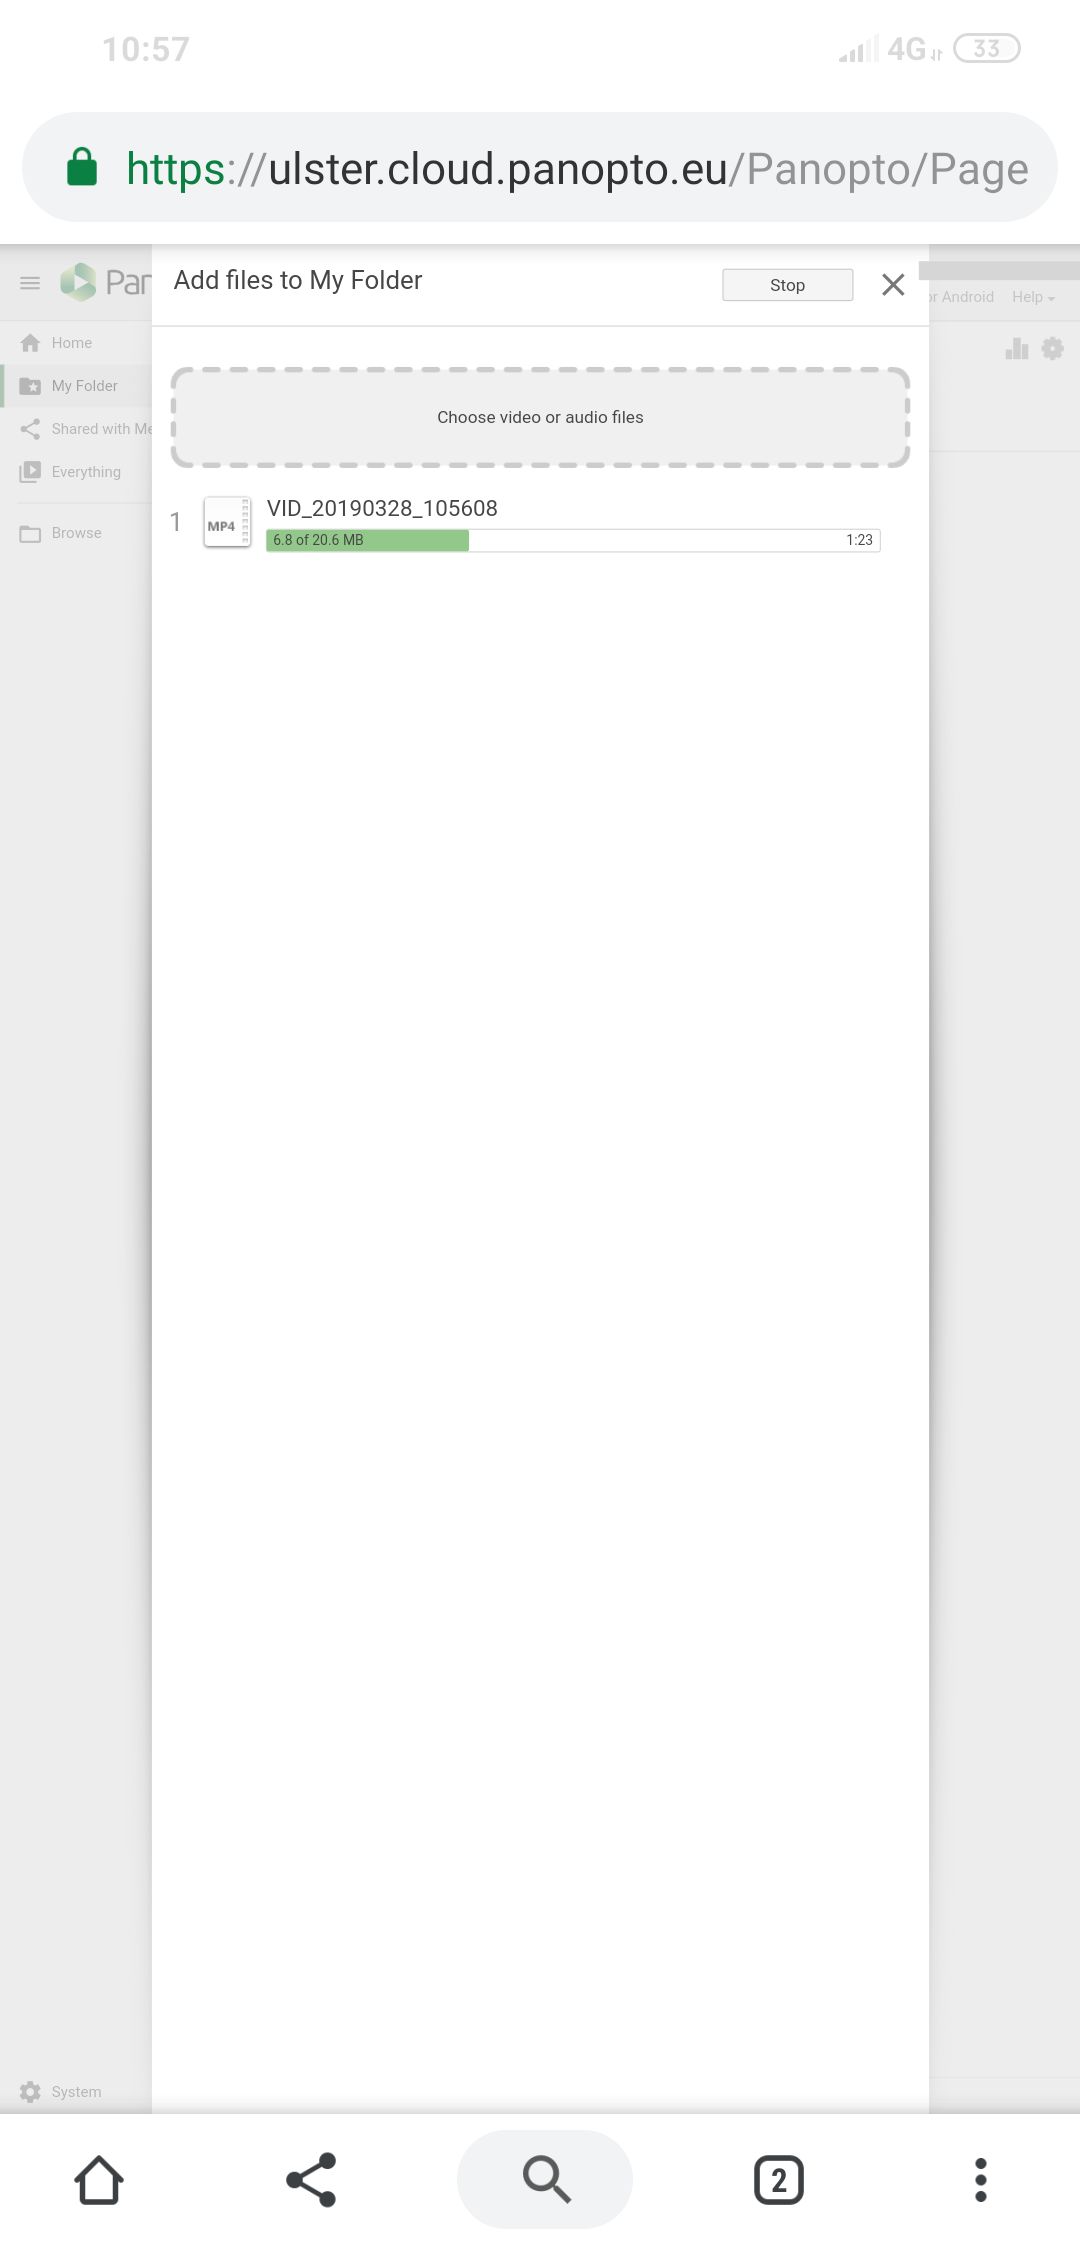 10:57
4G 33
https://ulster.cloud.panopto.eu/Panopto/Page
Add files to My Folder
Stop
or Android
Help
Home
My Folder
Shared with Me
Everything
Browse
Choose video or audio files
1
MP4
VID_20190328_105608
6.8 of 20.6 MB
1:23
System
2